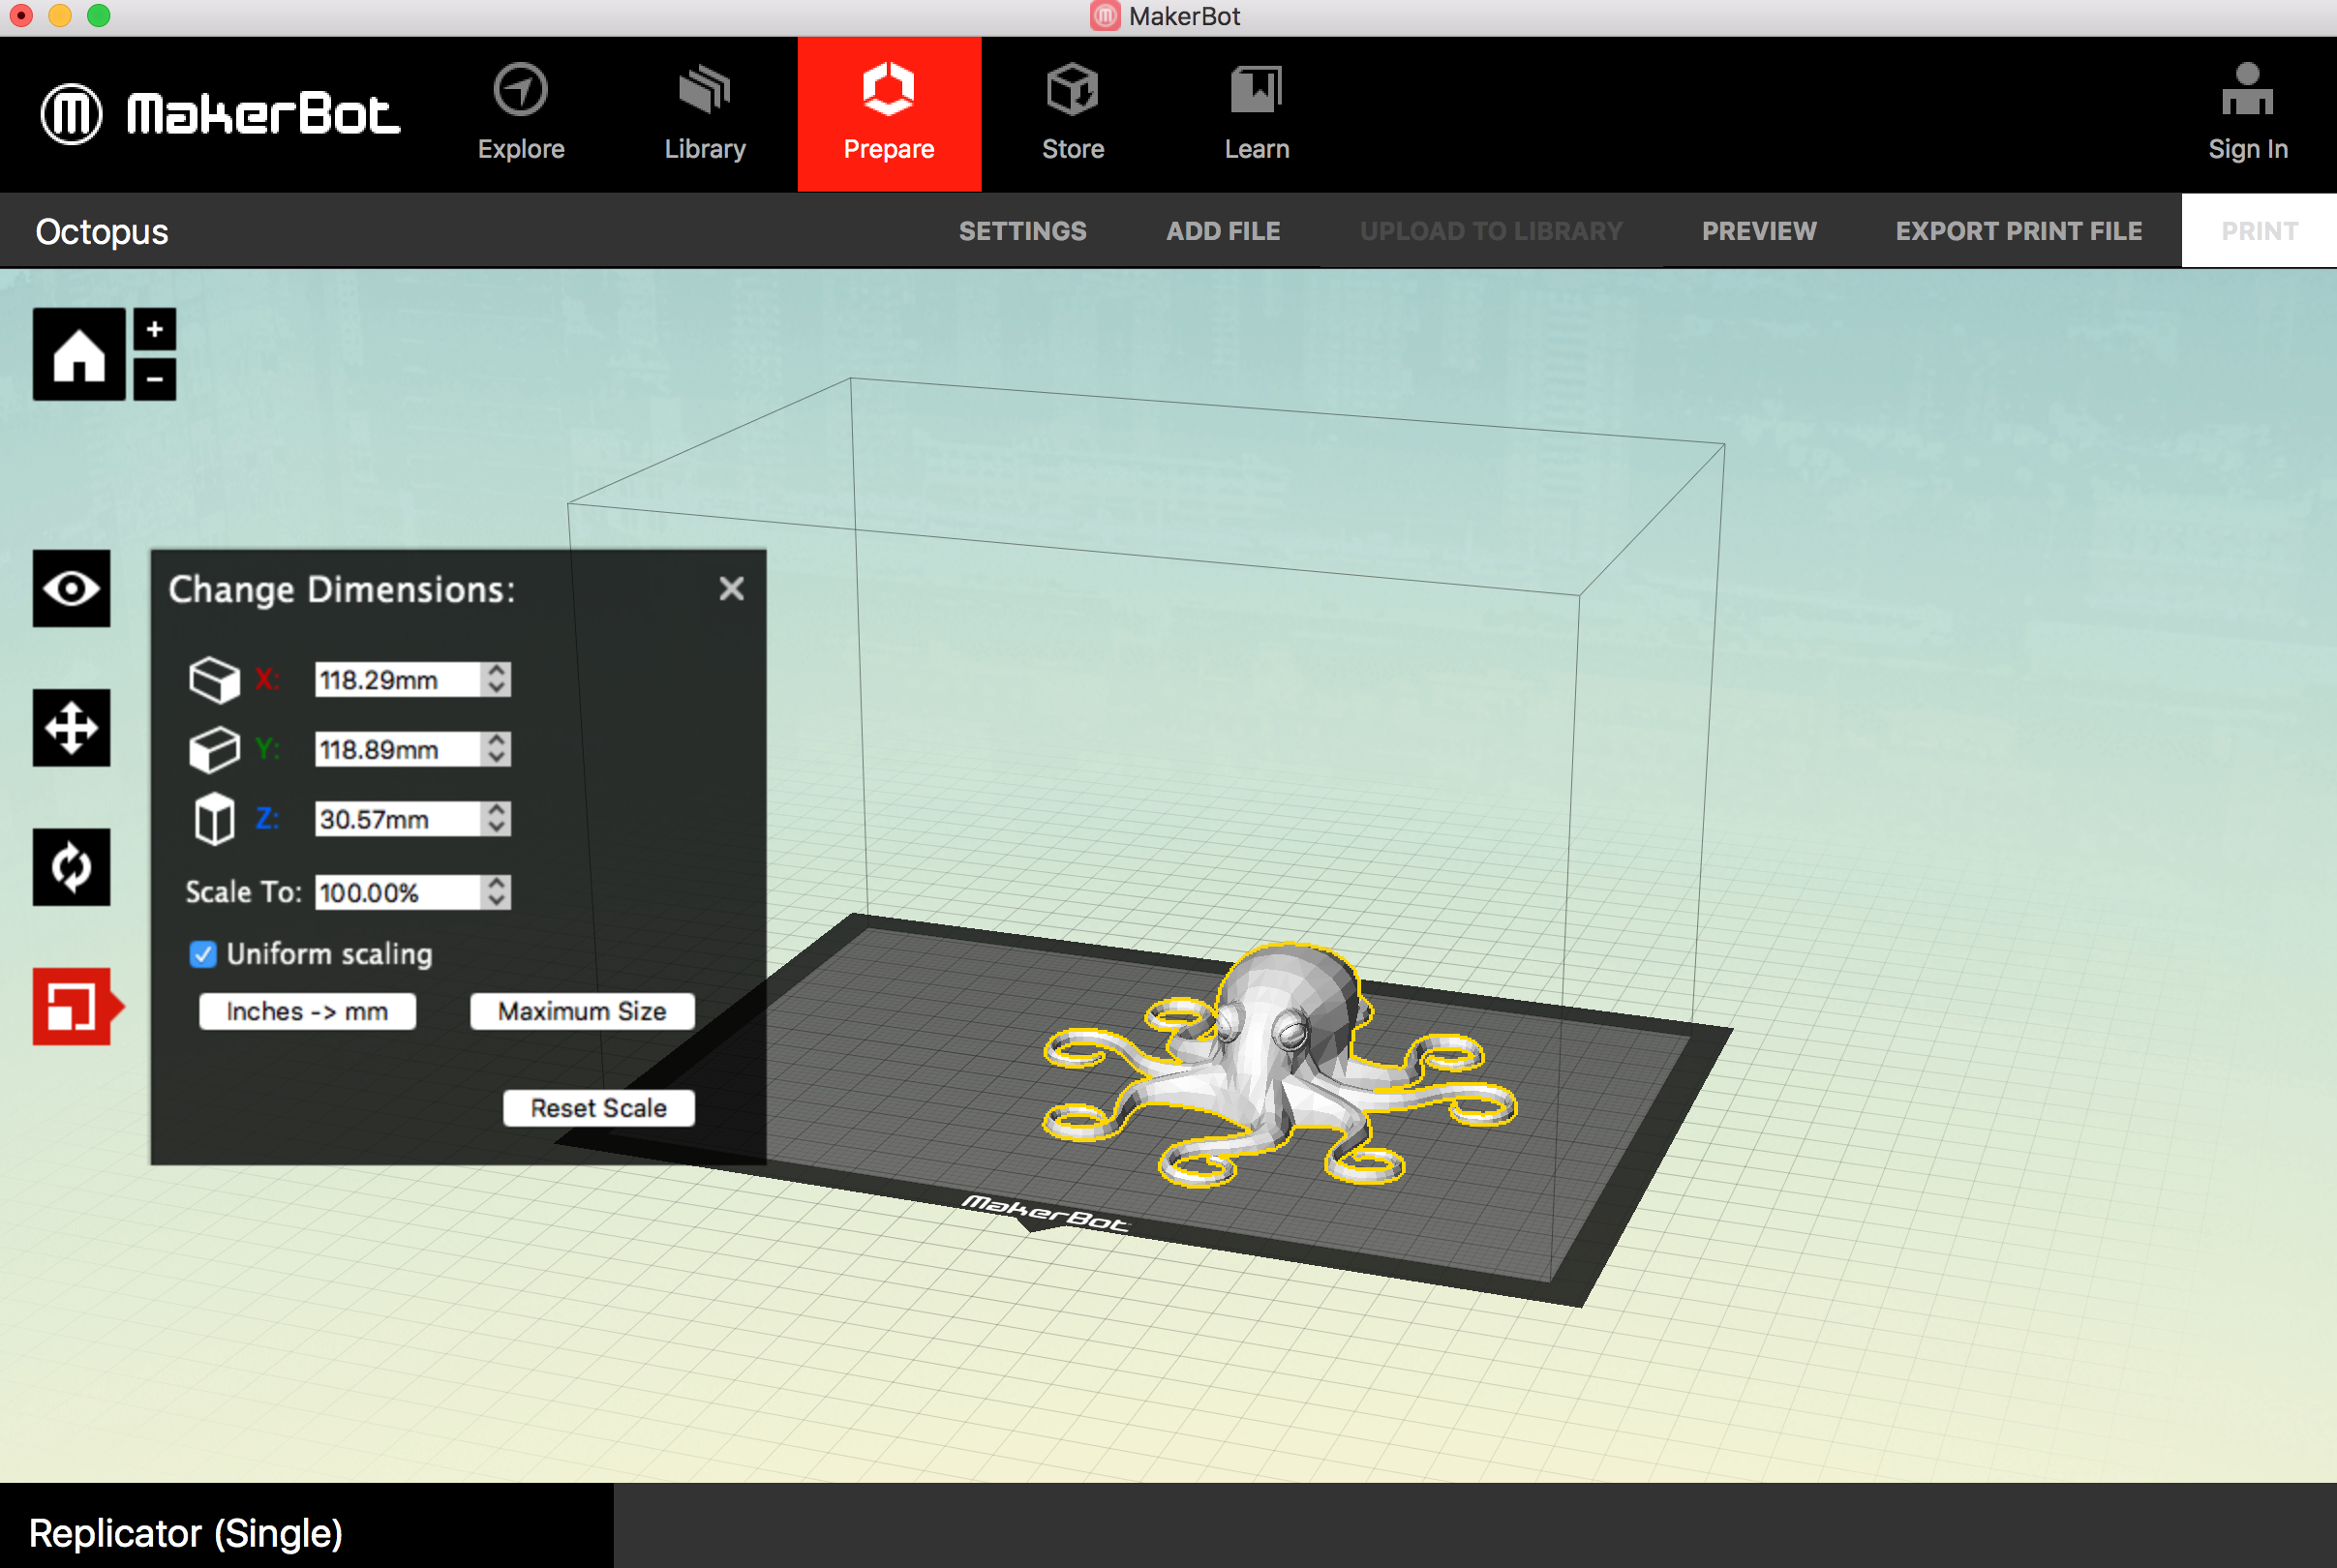 MakerBot
MakerBot
Explore
Library
Prepare
Store
Learn
Sign In
Octopus
SETTINGS
ADD FILE
UPLOAD TO LIBRARY
PREVIEW
EXPORT PRINT FILE
PRINT
+
-
Change Dimensions:
X: 118.29mm
Y: 118.89mm
Z: 30.57mm
Scale To: 100.00%
Uniform scaling
Inches -> mm
Maximum Size
Reset Scale
MakerBot
Replicator (Single)